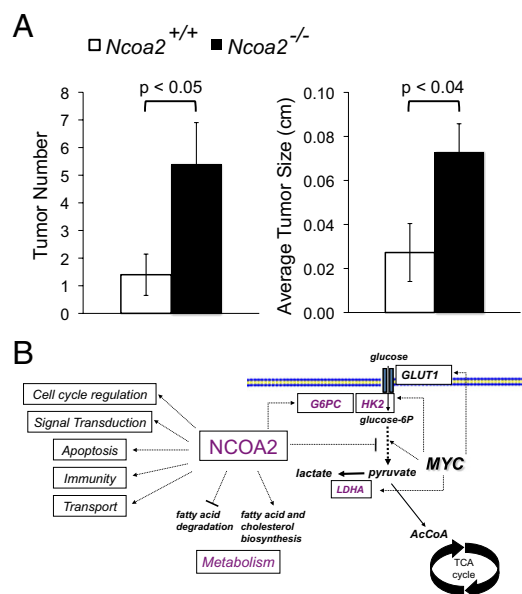 A
Ncoa2+/+ Ncoa2-/-
p < 0.05
Tumor Number
8
7
6
5
4
3
2
1
0
p < 0.04
Average Tumor Size (cm)
0.10
0.08
0.06
0.04
0.02
0.00
B
Cell cycle regulation
Signal Transduction
Apoptosis
Immunity
Transport
NCOA2
fatty acid
degradation
fatty acid and
cholesterol
biosynthesis
Metabolism
glucose
GLUT1
G6PC
HK2
glucose-6P
lactate
pyruvate
MYC
LDHA
AcCoA
TCA
cycle